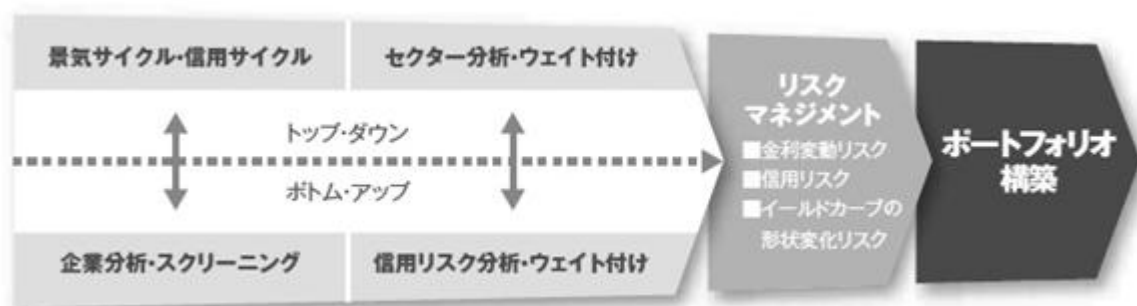 景気サイクル・信用サイクル
セクター分析・ウェイト付け
トップ・ダウン
ボトム・アップ
企業分析・スクリーニング
信用リスク分析・ウェイト付け
リスク
マネジメント
■金利変動リスク
■信用リスク
■イールドカーブの
形状変化リスク
ポートフォリオ
構築